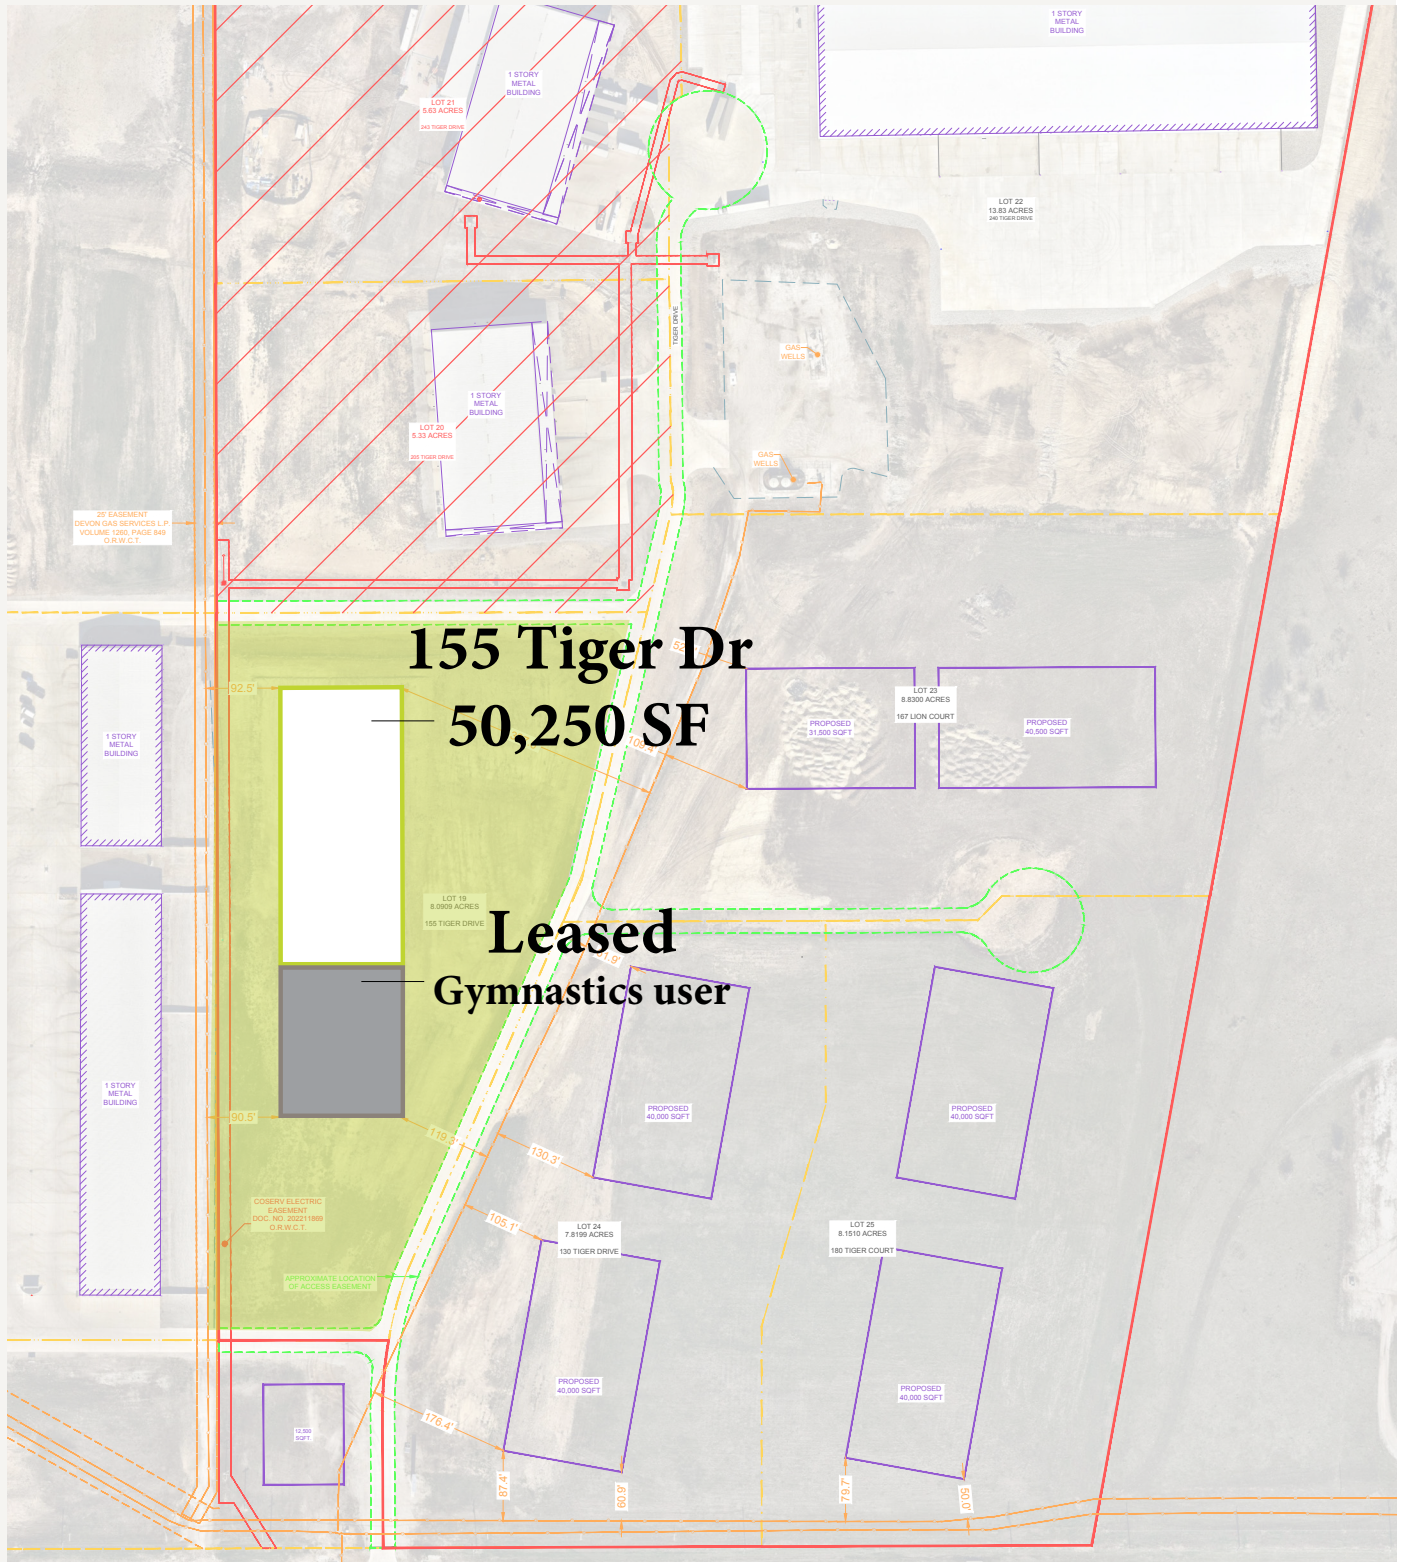 1 STORY
METAL
BUILDING
1 STORY
METAL
BUILDING
LOT 21
5.63 ACRES
243 TIGER DRIVE
LOT 22
13.83 ACRES
240 TIGER DRIVE
TIGER DRIVE
GAS
WELLS
1 STORY
METAL
BUILDING
LOT 20
5.33 ACRES
205 TIGER DRIVE
GAS
WELLS
25' EASEMENT
DEVON GAS SERVICES L.P.
VOLUME 1260, PAGE 849
O.R.W.C.T.
155 Tiger Dr
50,250 SF
92.5'
109.4'
LOT 23
8.8300 ACRES
167 LION COURT
PROPOSED
31,500 SQFT
PROPOSED
40,500 SQFT
1 STORY
METAL
BUILDING
LOT 19
8.0909 ACRES
155 TIGER DRIVE
Leased
Gymnastics user
1 STORY
METAL
BUILDING
90.5'
119.3'
130.3'
PROPOSED
40,000 SQFT
PROPOSED
40,000 SQFT
COSERV ELECTRIC
EASEMENT
DOC. NO. 202211869
O.R.W.C.T.
105.1'
LOT 24
7.8199 ACRES
130 TIGER DRIVE
LOT 25
8.1510 ACRES
180 TIGER COURT
APPROXIMATE LOCATION
OF ACCESS EASEMENT
PROPOSED
40,000 SQFT
PROPOSED
40,000 SQFT
12,500
SQFT.
176.4'
87.4'
60.9'
79.7'
50.0'